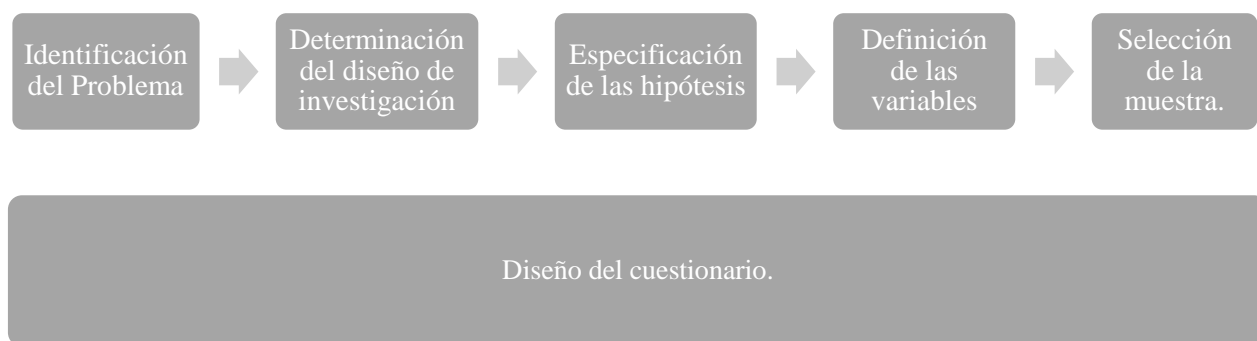 Identificación
del Problema
Determinación
del diseño de
investigación
Especificación
de las hipótesis
Definición
de las
variables
Selección
de la
muestra.
Diseño del cuestionario.